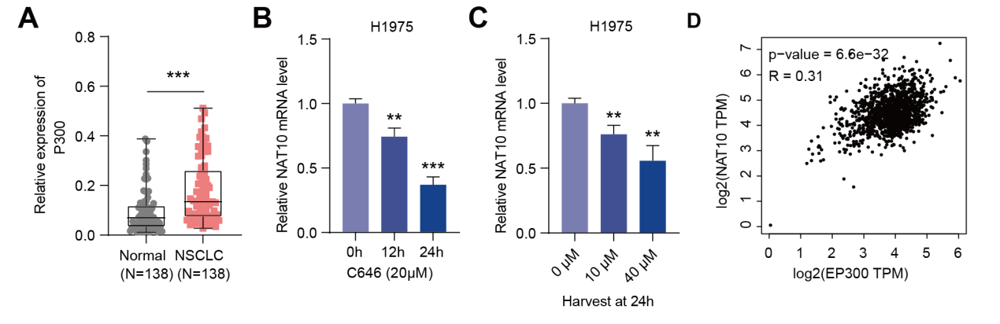 A
Relative expression of
P300
0.8
0.6
0.4
0.2
0.0
***
Normal NSCLC
(N=138) (N=138)
B
H1975
Relative NAT10 mRNA level
1.5
1.0
0.5
0.0
**
***
0h 12h 24h
C646 (20μM)
C
H1975
Relative NAT10 mRNA level
1.5
1.0
0.5
0.0
**
**
0 μM 10 μM 40 μM
Harvest at 24h
D
log2(NAT10 TPM)
7
6
5
4
3
2
1
0
p−value = 6.6e−32
R = 0.31
0 1 2 3 4 5 6
log2(EP300 TPM)